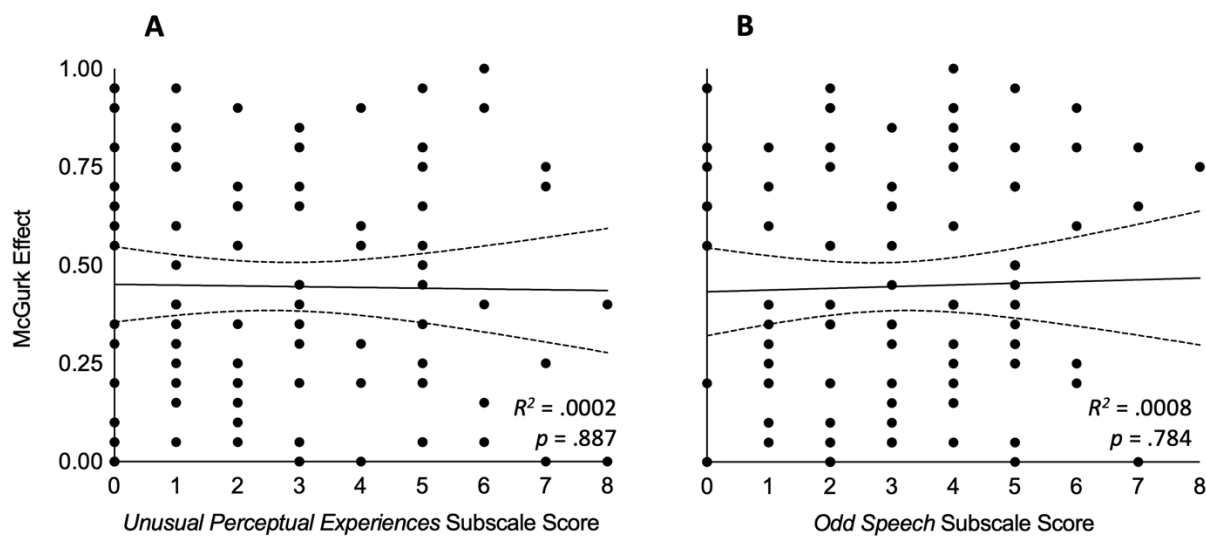 A
1.00
0.75
0.50
0.25
0.00
McGurk Effect
R² = .0002
p = .887
0 1 2 3 4 5 6 7 8
Unusual Perceptual Experiences Subscale Score
B
R² = .0008
p = .784
0 1 2 3 4 5 6 7 8
Odd Speech Subscale Score